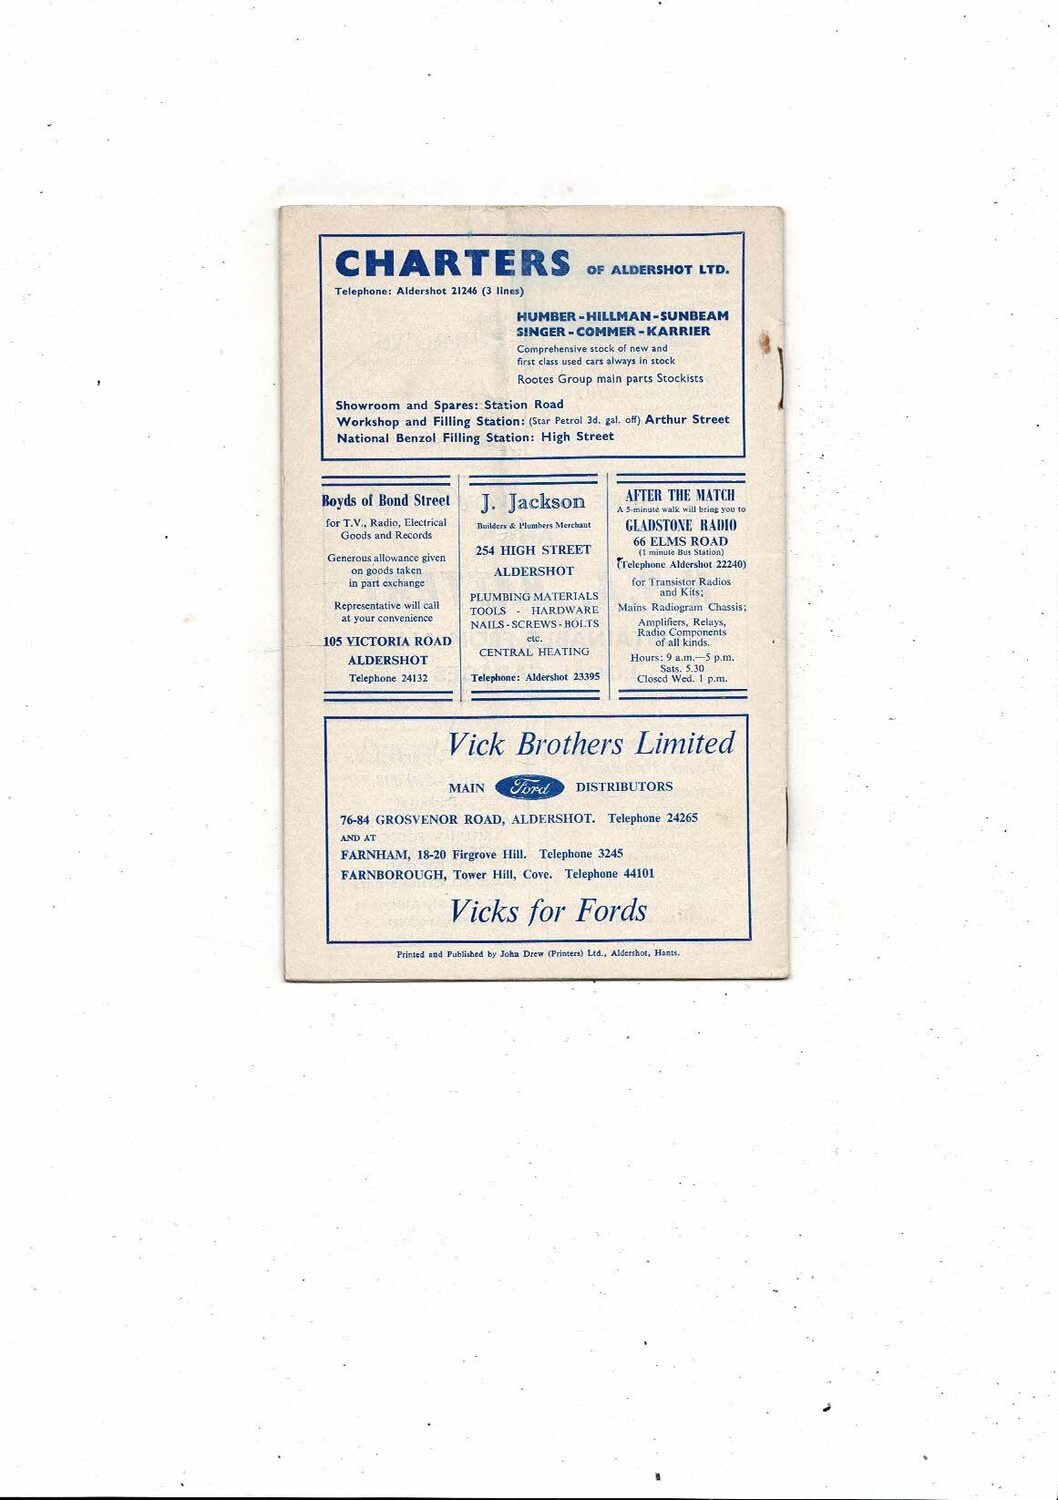 CHARTERS OF ALDERSHOT LTD.
Telephone: Aldershot 21246 (3 lines)
HUMBER - HILLMAN - SUNBEAM
SINGER - COMMER - KARRIER
Comprehensive stock of new and
first class used cars always in stock
Rootes Group main parts Stockists
Showroom and Spares: Station Road
Workshop and Filling Station: (Star Petrol 3d. gal. off) Arthur Street
National Benzol Filling Station: High Street
Boyds of Bond Street
for T.V., Radio, Electrical
Goods and Records
Generous allowance given
on goods taken
in part exchange
Representative will call
at your convenience
105 VICTORIA ROAD
ALDERSHOT
Telephone 24132
J. Jackson
Builders & Plumbers Merchant
254 HIGH STREET
ALDERSHOT
PLUMBING MATERIALS
TOOLS - HARDWARE
NAILS - SCREWS - BOLTS
etc.
CENTRAL HEATING
Telephone: Aldershot 23395
AFTER THE MATCH
A 5-minute walk will bring you to
GLADSTONE RADIO
66 ELMS ROAD
(1 minute Bus Station)
(Telephone Aldershot 22240)
for Transistor Radios
and Kits;
Mains Radiogram Chassis;
Amplifiers, Relays,
Radio Components
of all kinds.
Hours: 9 a.m.—5 p.m.
Sats. 5.30
Closed Wed. 1 p.m.
Vick Brothers Limited
MAIN Ford DISTRIBUTORS
76-84 GROSVENOR ROAD, ALDERSHOT. Telephone 24265
AND AT
FARNHAM, 18-20 Firgrove Hill. Telephone 3245
FARNBOROUGH, Tower Hill, Cove. Telephone 44101
Vicks for Fords
Printed and Published by John Drew (Printers) Ltd., Aldershot, Hants.